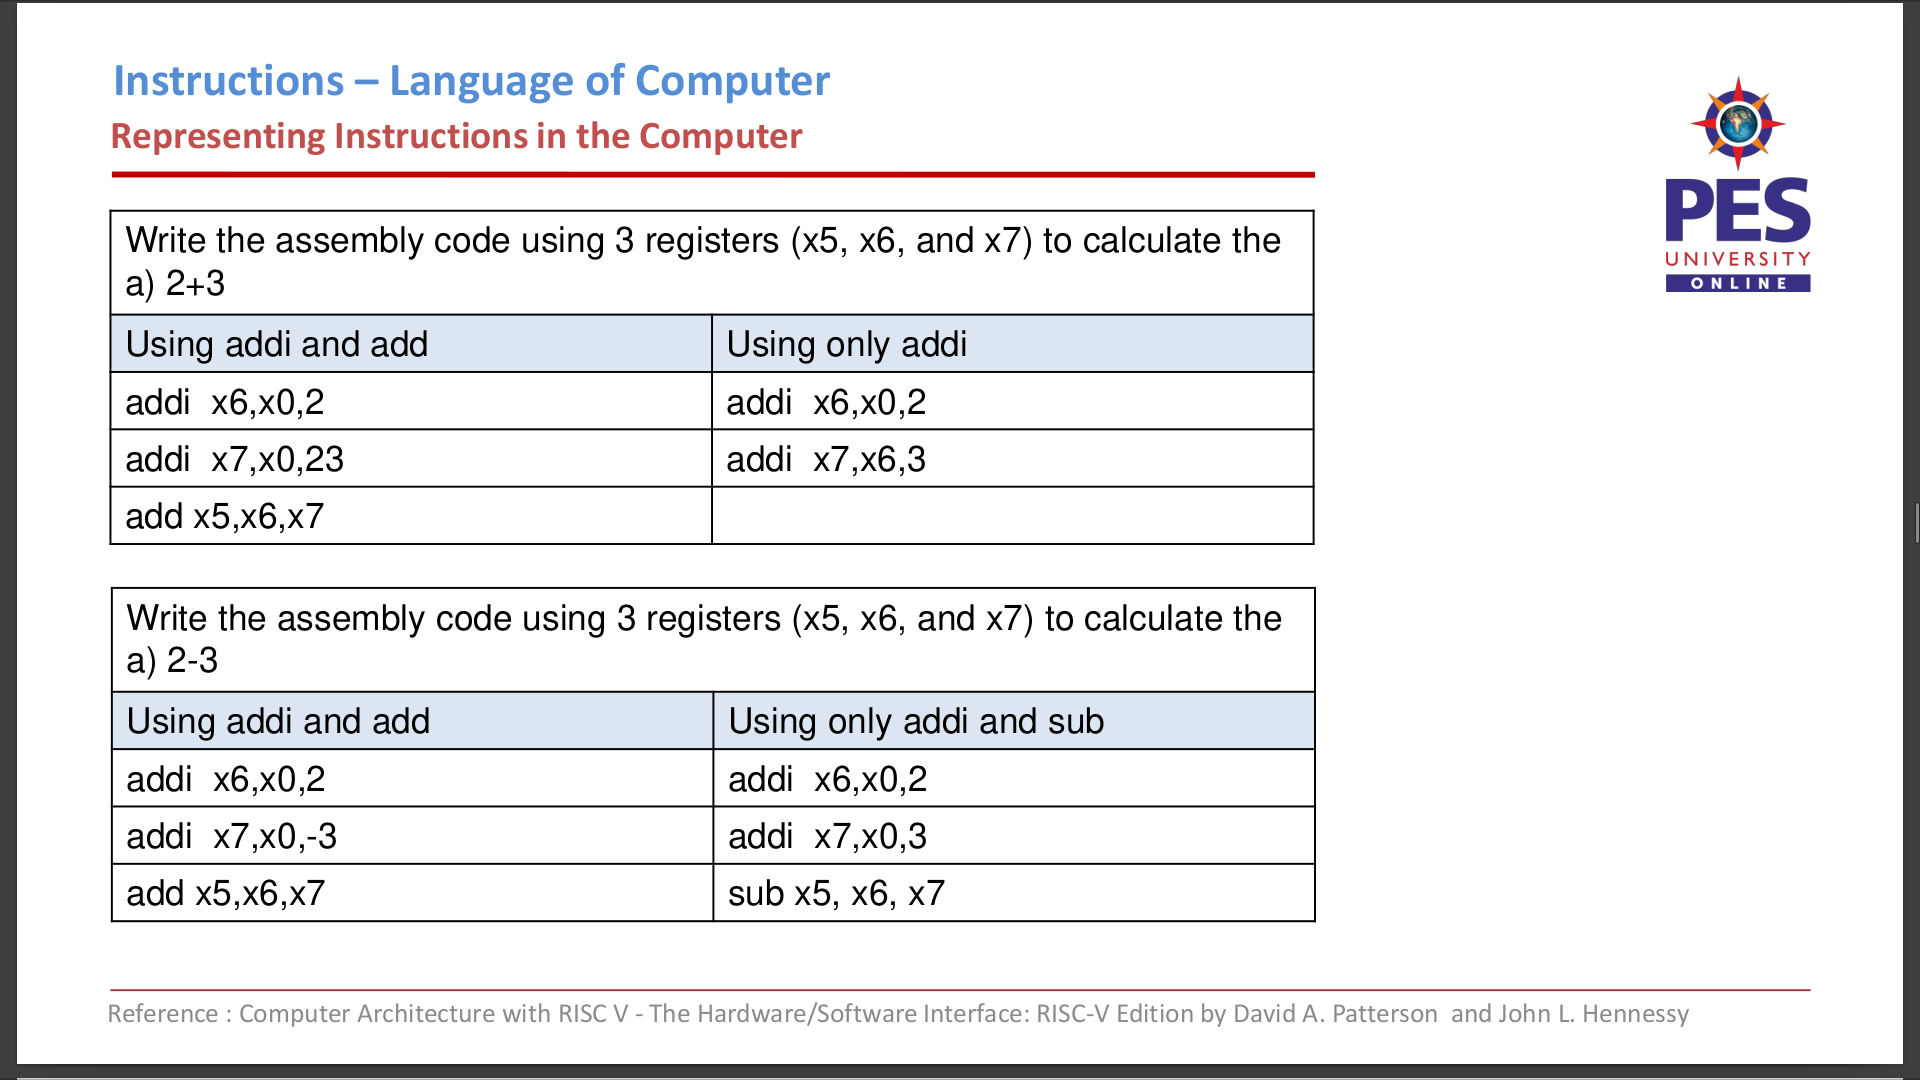 Instructions – Language of Computer
Representing Instructions in the Computer
PES
UNIVERSITY
ONLINE
Write the assembly code using 3 registers (x5, x6, and x7) to calculate the
a) 2+3
Using addi and add Using only addi
addi x6,x0,2 addi x6,x0,2
addi x7,x0,23 addi x7,x6,3
add x5,x6,x7
Write the assembly code using 3 registers (x5, x6, and x7) to calculate the
a) 2-3
Using addi and add Using only addi and sub
addi x6,x0,2 addi x6,x0,2
addi x7,x0,-3 addi x7,x0,3
add x5,x6,x7 sub x5, x6, x7
Reference : Computer Architecture with RISC V - The Hardware/Software Interface: RISC-V Edition by David A. Patterson and John L. Hennessy